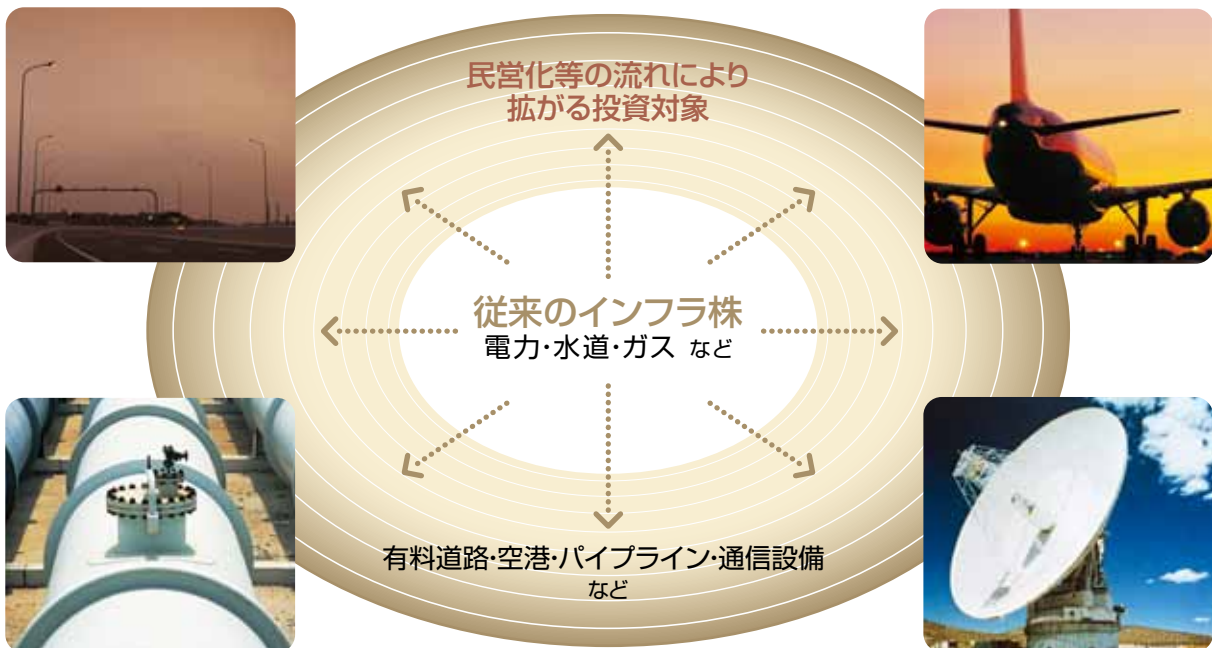 民営化等の流れにより
拡がる投資対象
従来のインフラ株
電力・水道・ガス など
有料道路・空港・パイプライン・通信設備
など